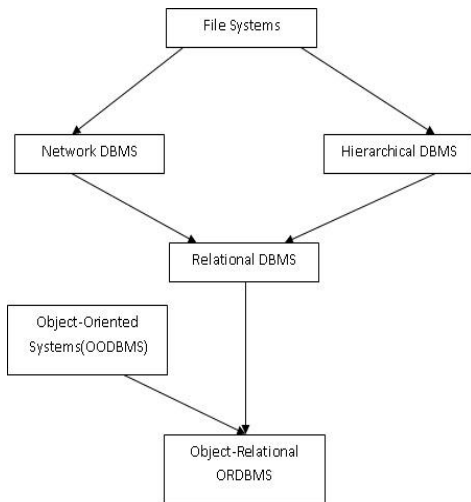 File Systems
Network DBMS
Hierarchical DBMS
Relational DBMS
Object-Oriented
Systems(OODBMS)
Object-Relational
ORDBMS